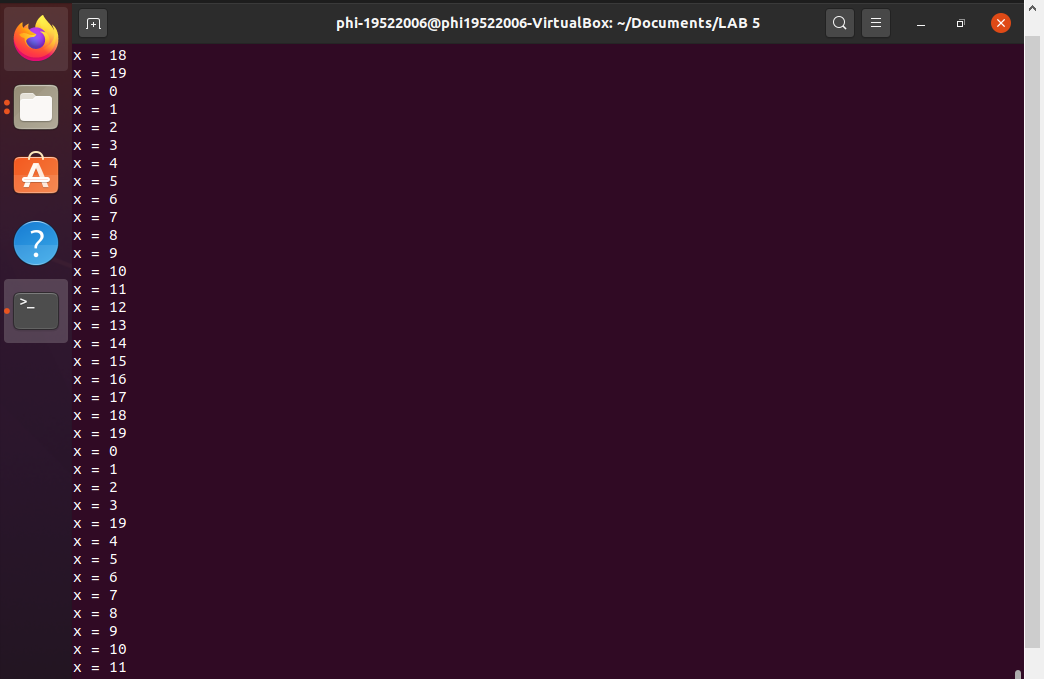 phi-19522006@phi19522006-VirtualBox: ~/Documents/LAB 5
x = 18
x = 19
x = 0
x = 1
x = 2
x = 3
x = 4
x = 5
x = 6
x = 7
x = 8
x = 9
x = 10
x = 11
x = 12
x = 13
x = 14
x = 15
x = 16
x = 17
x = 18
x = 19
x = 0
x = 1
x = 2
x = 3
x = 19
x = 4
x = 5
x = 6
x = 7
x = 8
x = 9
x = 10
x = 11